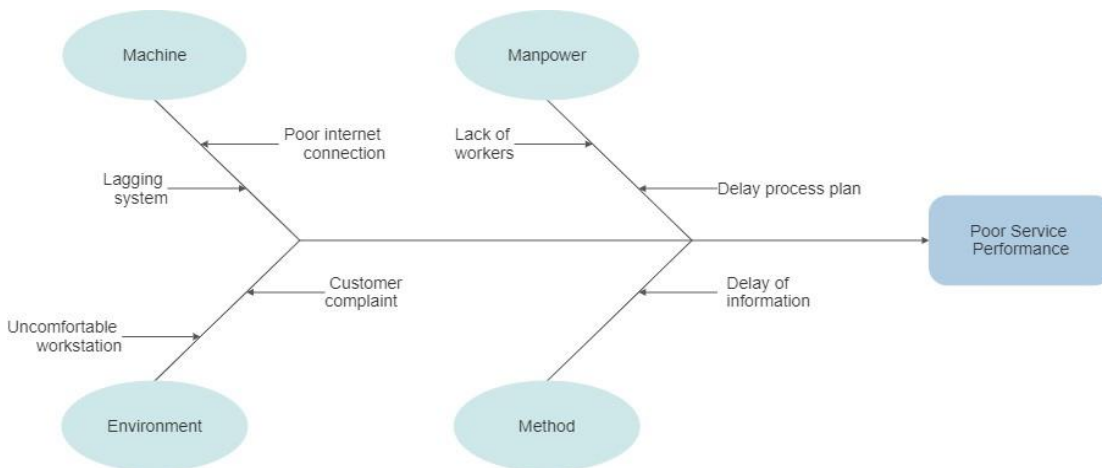 Machine
Manpower
Poor internet
connection
Lack of
workers
Lagging
system
Delay process plan
Poor Service
Performance
Customer
complaint
Delay of
information
Uncomfortable
workstation
Environment
Method